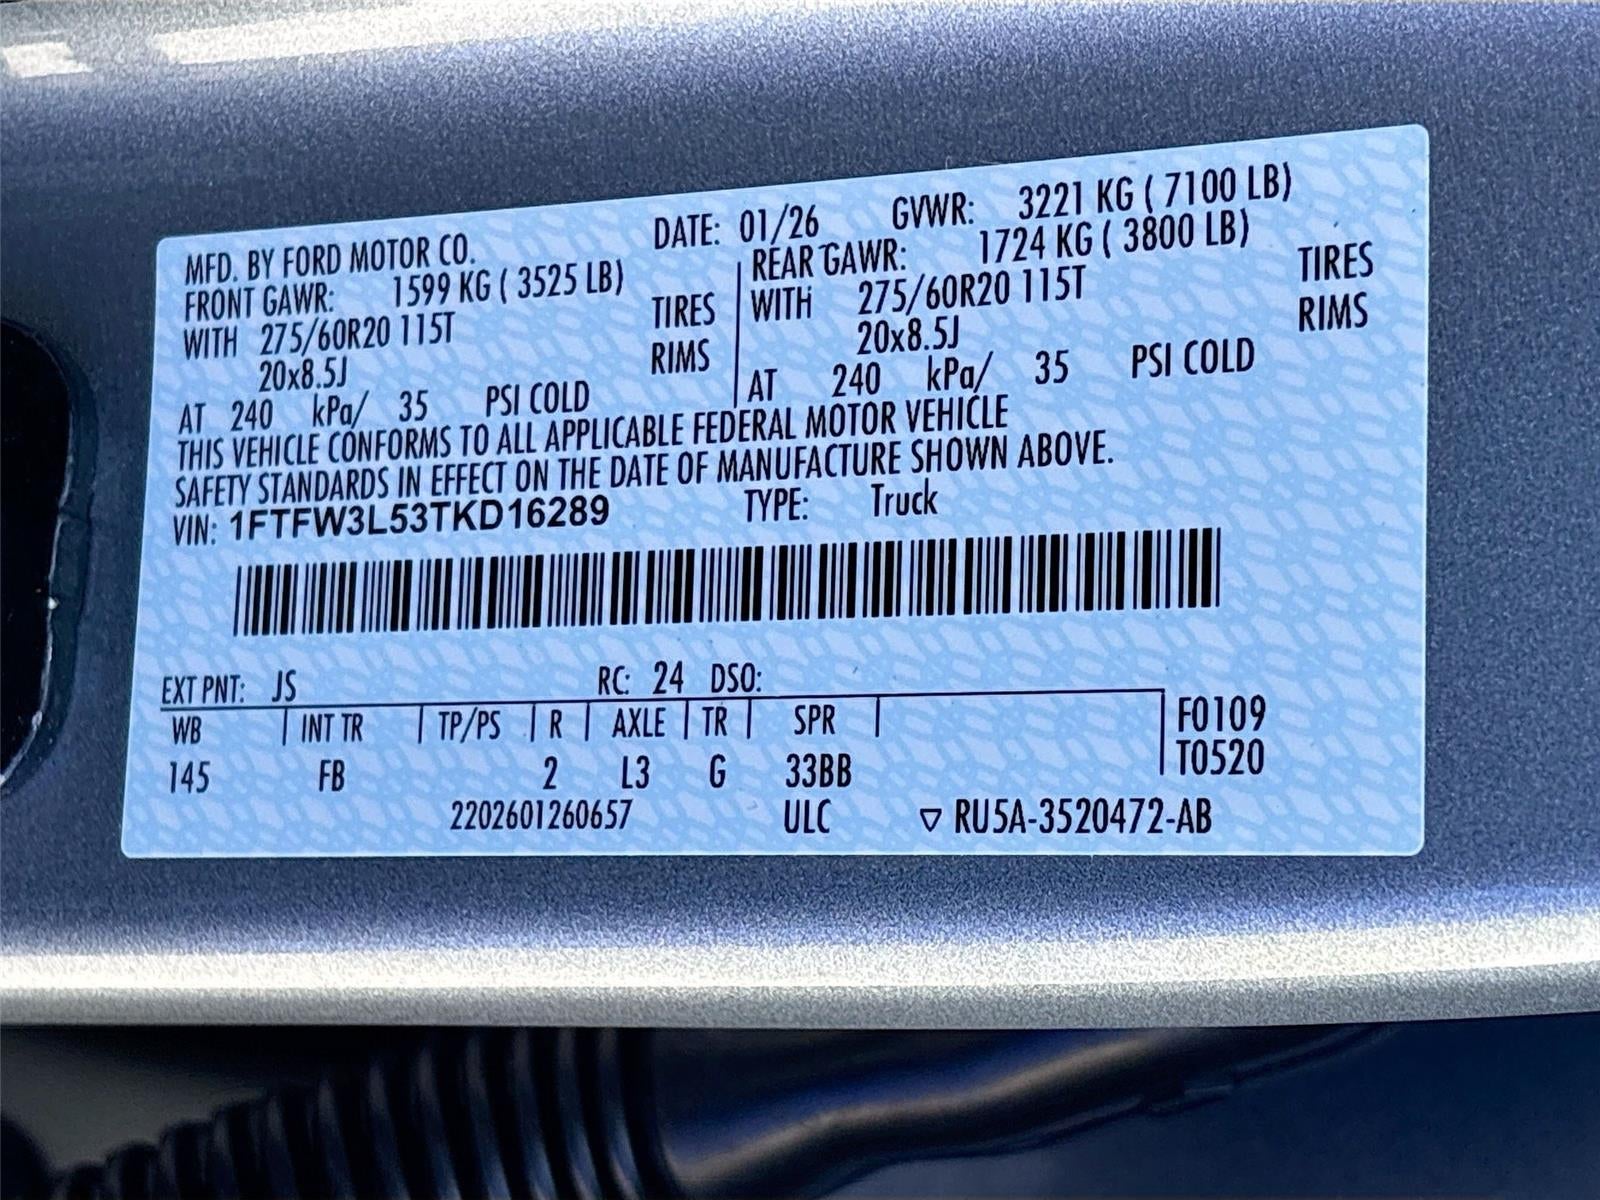 MFD. BY FORD MOTOR CO. DATE: 01/26 GVWR: 3221 KG ( 7100 LB)
FRONT GAWR: 1599 KG ( 3525 LB) REAR GAWR: 1724 KG ( 3800 LB)
WITH 275/60R20 115T TIRES WITH 275/60R20 115T TIRES
20x8.5J RIMS 20x8.5J RIMS
AT 240 kPa/ 35 PSI COLD AT 240 kPa/ 35 PSI COLD
THIS VEHICLE CONFORMS TO ALL APPLICABLE FEDERAL MOTOR VEHICLE
SAFETY STANDARDS IN EFFECT ON THE DATE OF MANUFACTURE SHOWN ABOVE.
VIN: 1FTFW3L53TKD16289 TYPE: Truck
EXT PNT: JS RC: 24 DSO:
WB INT TR TP/PS R AXLE TR SPR F0109
145 FB 2 L3 G 33BB T0520
2202601260657 ULC ▽ RU5A-3520472-AB